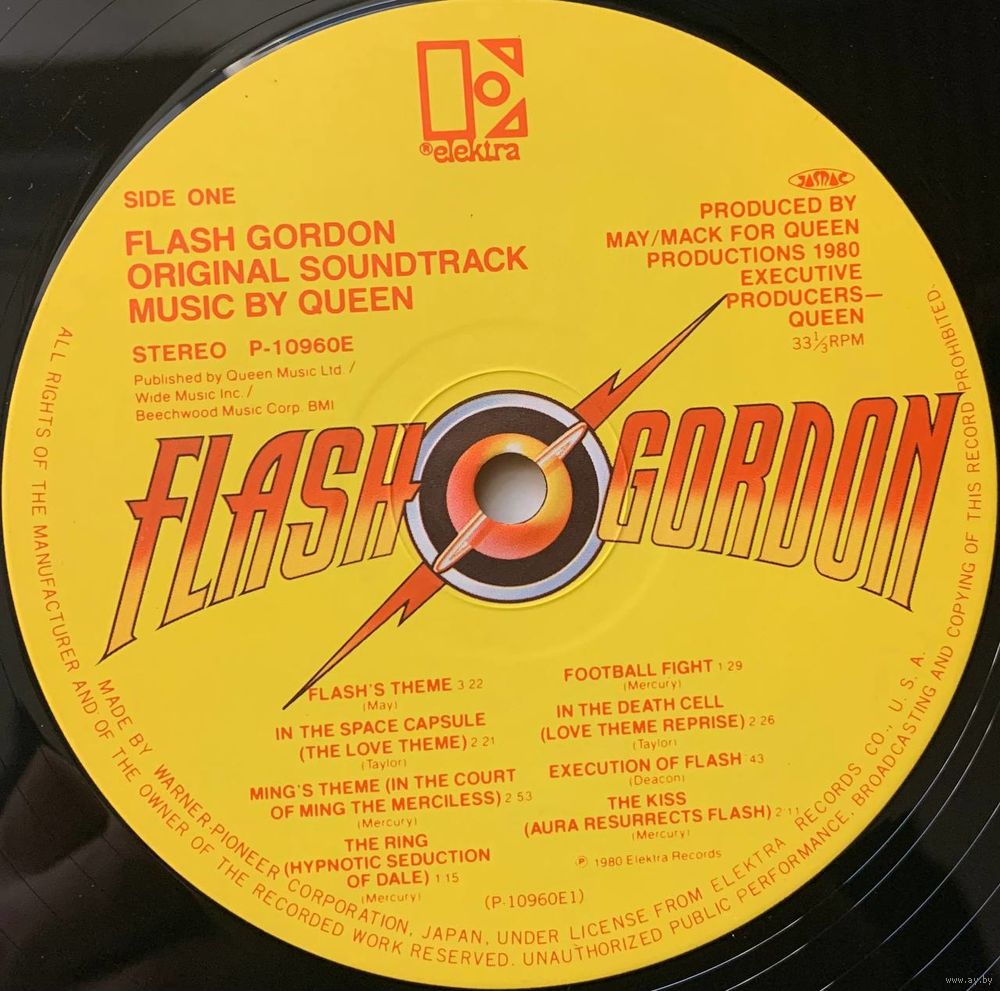 ® elektra
SIDE ONE
FLASH GORDON
ORIGINAL SOUNDTRACK
MUSIC BY QUEEN
STEREO P-10960E
Published by Queen Music Ltd. /
Wide Music Inc. /
Beechwood Music Corp. BMI
JASRAC
PRODUCED BY
MAY/MACK FOR QUEEN
PRODUCTIONS 1980
EXECUTIVE
PRODUCERS—
QUEEN
33⅓RPM
FLASH GORDON
FLASH'S THEME 3 22
(May)
IN THE SPACE CAPSULE
(THE LOVE THEME) 2 21
(Taylor)
MING'S THEME (IN THE COURT
OF MING THE MERCILESS) 2 53
(Mercury)
THE RING
(HYPNOTIC SEDUCTION
OF DALE) 1 15
(Mercury)
FOOTBALL FIGHT 1 29
(Mercury)
IN THE DEATH CELL
(LOVE THEME REPRISE) 2 26
(Taylor)
EXECUTION OF FLASH 43
(Deacon)
THE KISS
(AURA RESURRECTS FLASH) 2 11
(Mercury)
℗ 1980 Elektra Records
(P-10960E1)
MADE BY WARNER-PIONEER CORPORATION, JAPAN, UNDER LICENSE FROM ELEKTRA RECORDS CO., U. S. A.
ALL RIGHTS OF THE MANUFACTURER AND OF THE OWNER OF THE RECORDED WORK RESERVED. UNAUTHORIZED PUBLIC PERFORMANCE. BROADCASTING AND COPYING OF THIS RECORD PROHIBITED.
www.ay.by